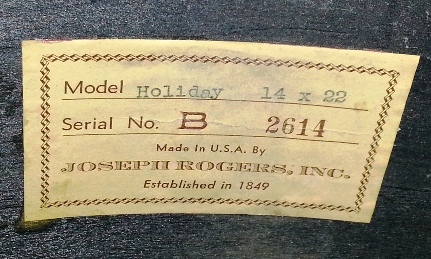 Model Holiday 14 x 22
Serial No. B 2614
Made In U.S.A. By
JOSEPH ROGERS, INC.
Established in 1849